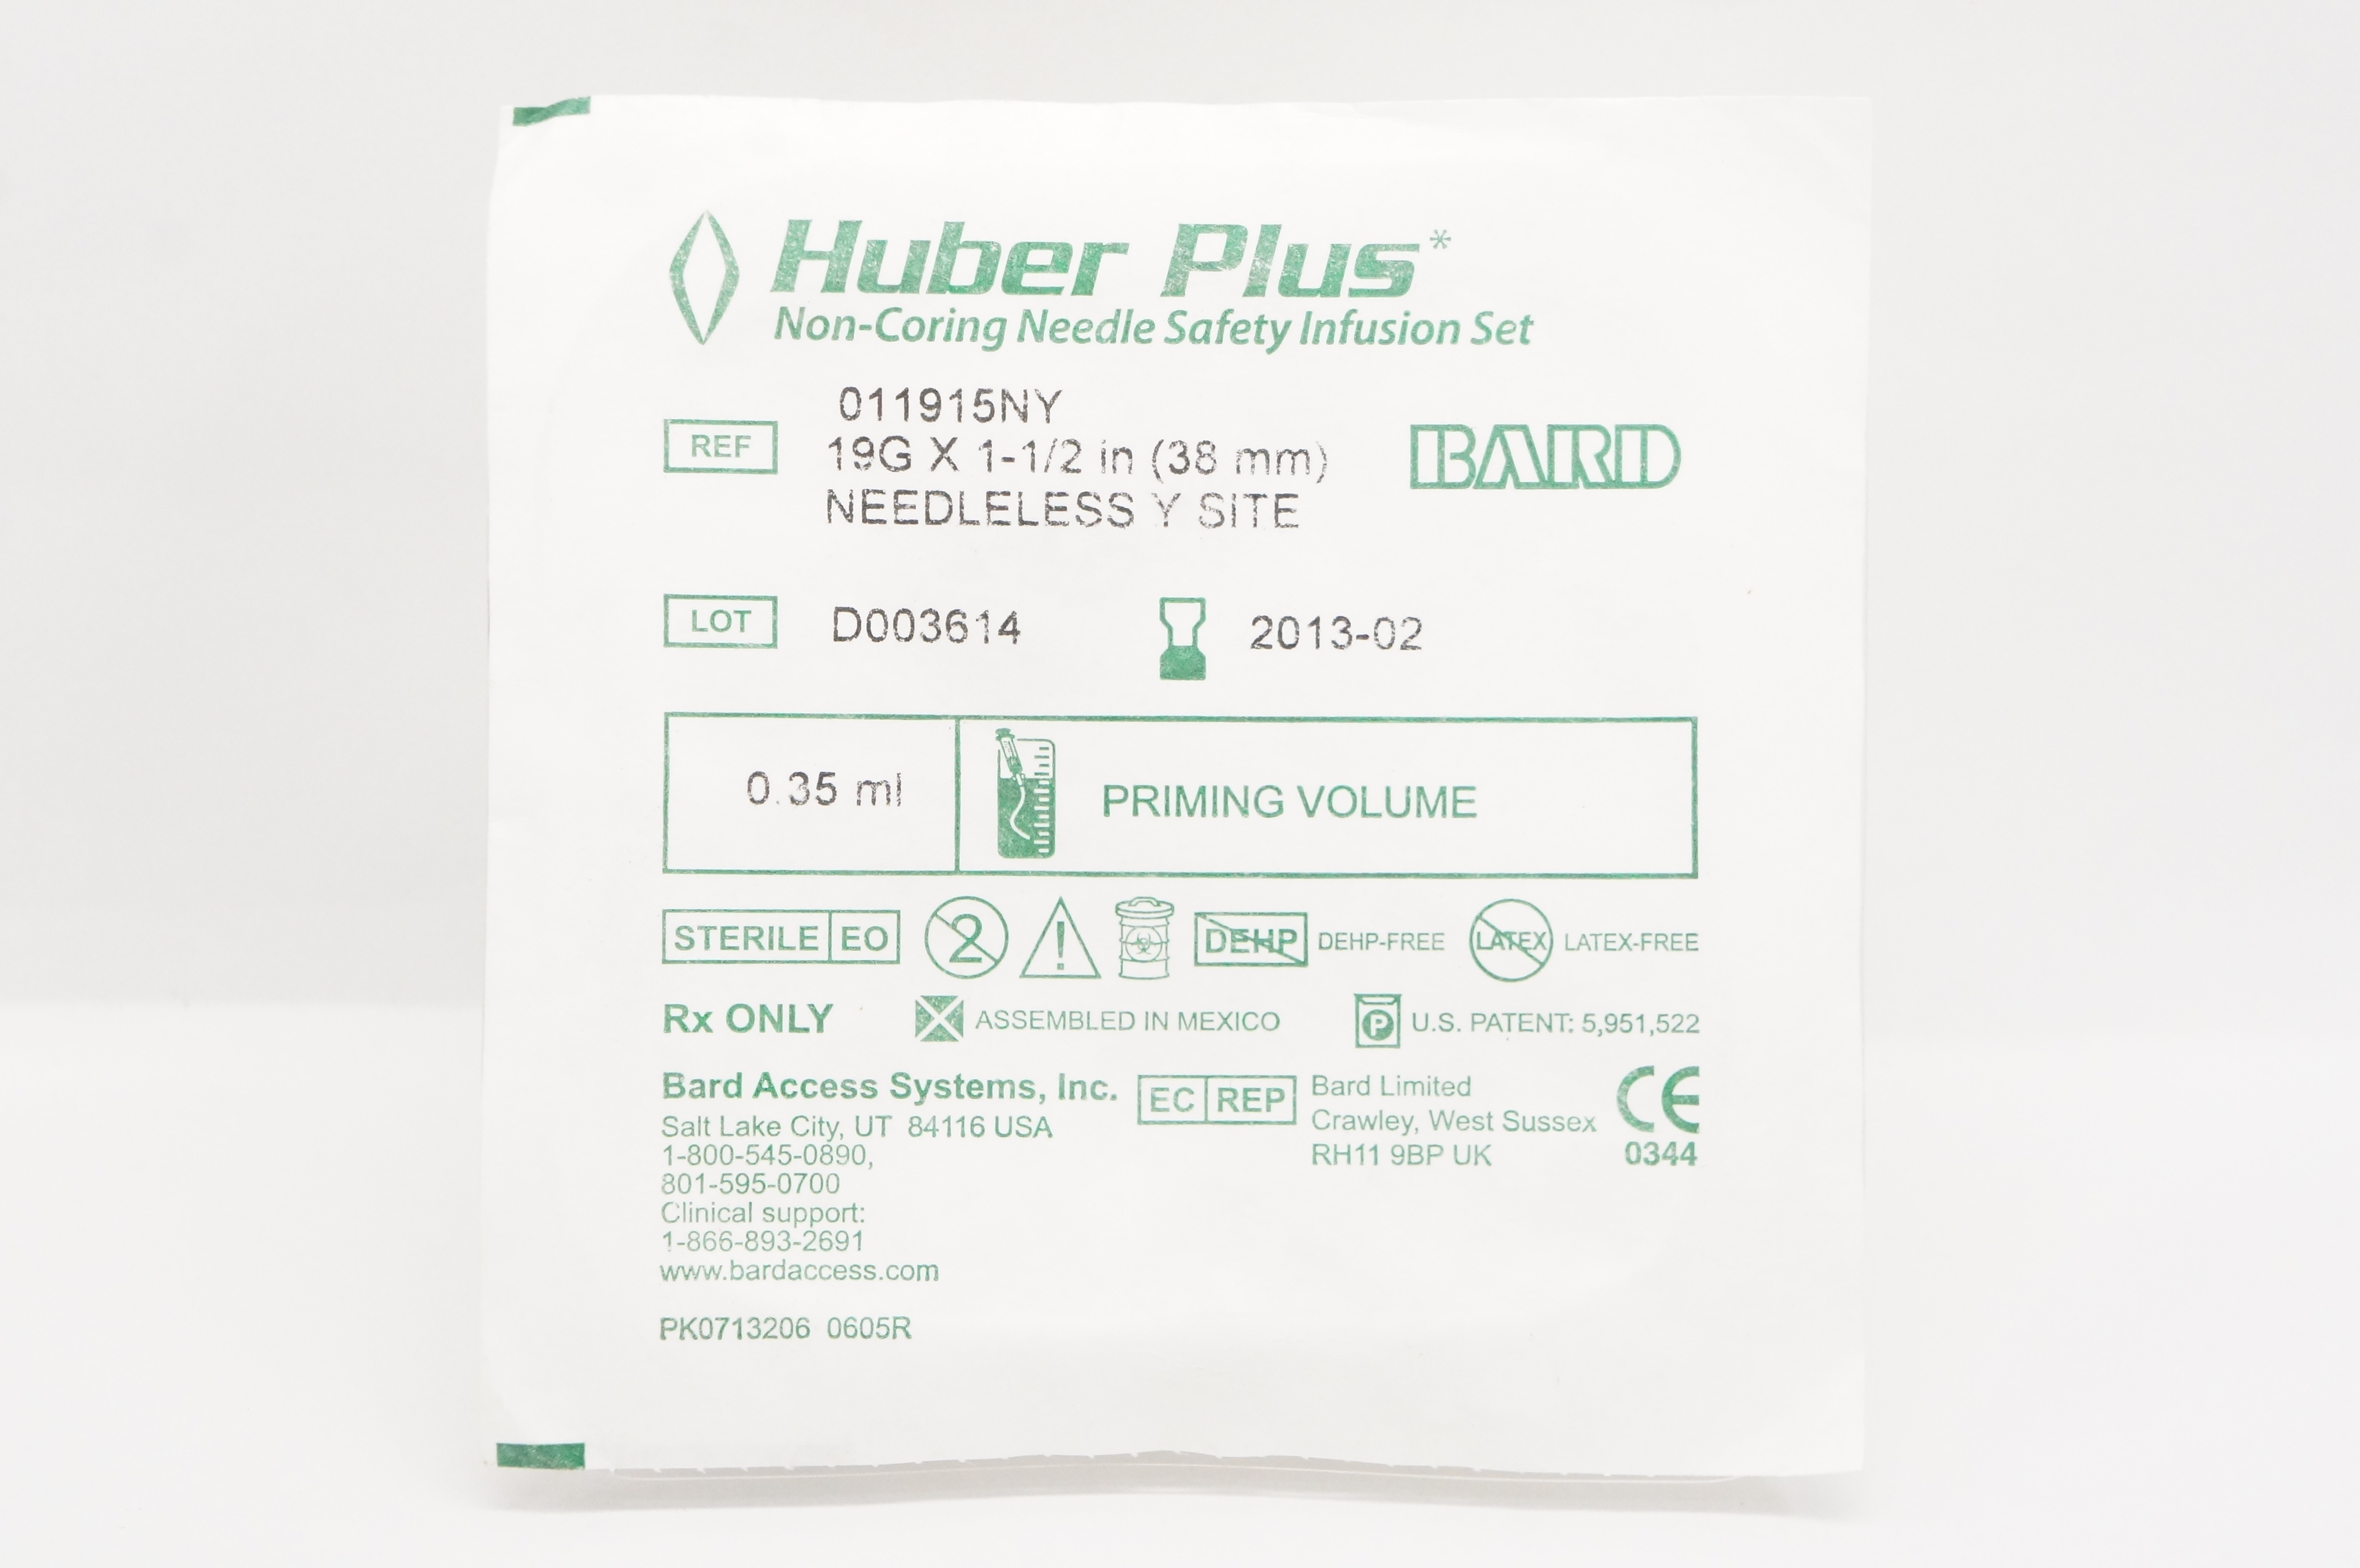 Huber Plus*
Non-Coring Needle Safety Infusion Set
011915NY
REF 19G X 1-1/2 in (38 mm) BARD
NEEDLELESS Y SITE
LOT D003614 2013-02
0.35 ml PRIMING VOLUME
STERILE EO 2 ! DEHP DEHP-FREE LATEX LATEX-FREE
Rx ONLY ASSEMBLED IN MEXICO P U.S. PATENT: 5,951,522
Bard Access Systems, Inc.
Salt Lake City, UT 84116 USA
1-800-545-0890,
801-595-0700
Clinical support:
1-866-893-2691
www.bardaccess.com
EC REP
Bard Limited
Crawley, West Sussex
RH11 9BP UK
CE
0344
PK0713206 0605R